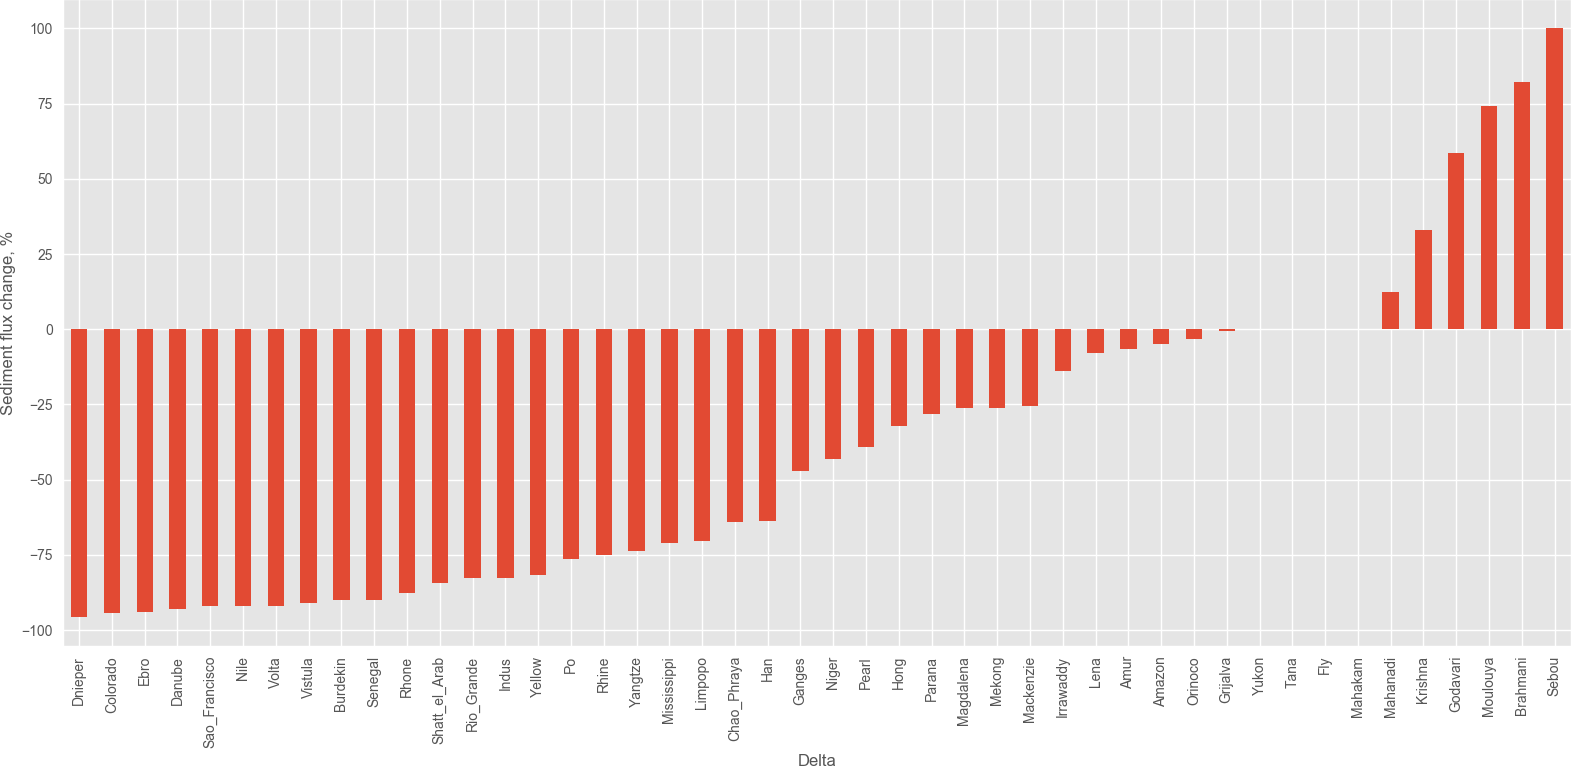 Sediment flux change, %
100
75
50
25
0
−25
−50
−75
−100
Dnieper
Colorado
Ebro
Danube
Sao_Francisco
Nile
Volta
Vistula
Burdekin
Senegal
Rhone
Shatt_el_Arab
Rio_Grande
Indus
Yellow
Po
Rhine
Yangtze
Mississippi
Limpopo
Chao_Phraya
Han
Ganges
Niger
Pearl
Hong
Parana
Magdalena
Mekong
Mackenzie
Irrawaddy
Lena
Amur
Amazon
Orinoco
Grijalva
Yukon
Tana
Fly
Mahakam
Mahanadi
Krishna
Godavari
Moulouya
Brahmani
Sebou
Delta